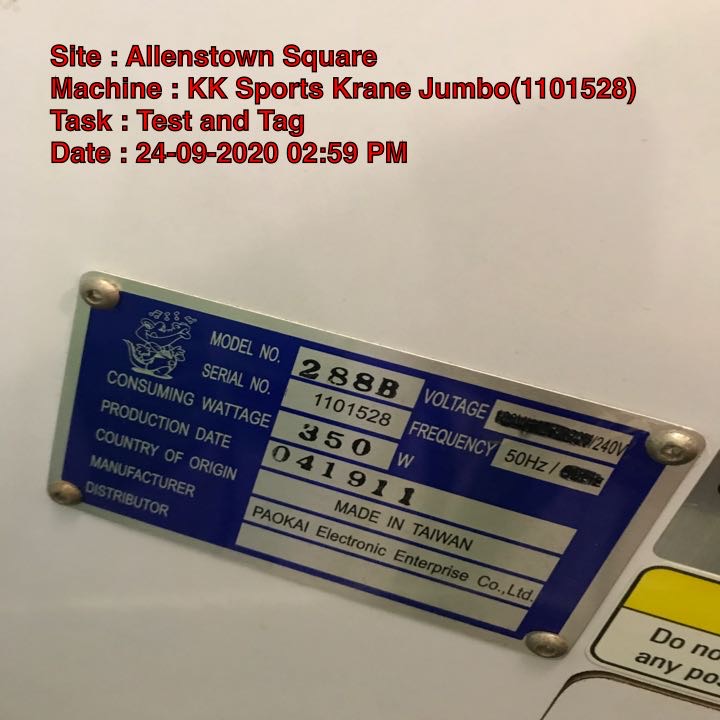 Site : Allenstown Square
Machine : KK Sports Krane Jumbo(1101528)
Task : Test and Tag
Date : 24-09-2020 02:59 PM
MODEL NO. 288B VOLTAGE /240V
SERIAL NO. 1101528 FREQUENCY 50Hz /
CONSUMING WATTAGE 350 W
PRODUCTION DATE 041911
COUNTRY OF ORIGIN MADE IN TAIWAN
MANUFACTURER PAOKAI Electronic Enterprise Co.,Ltd.
DISTRIBUTOR
Do no
any pos